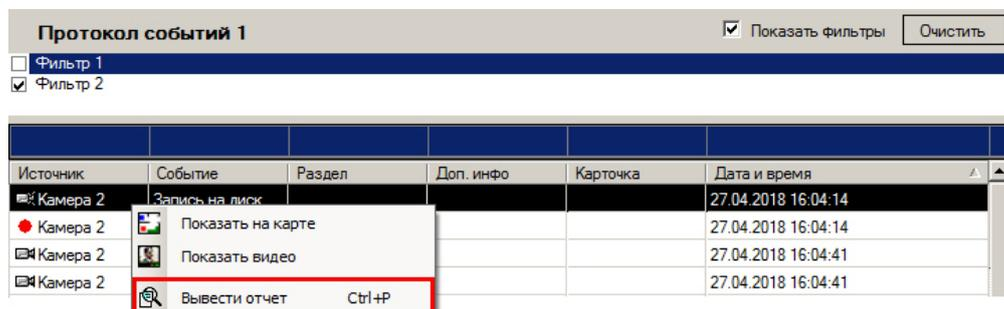 Протокол событий 1 Показать фильтры Очистить
Фильтр 1
Фильтр 2
Источник Событие Раздел Доп. инфо Карточка Дата и время
Камера 2 Запись на диск 27.04.2018 16:04:14
Камера 2 Показать на карте 27.04.2018 16:04:14
Камера 2 Показать видео 27.04.2018 16:04:41
Камера 2 27.04.2018 16:04:41
Вывести отчет Ctrl+P